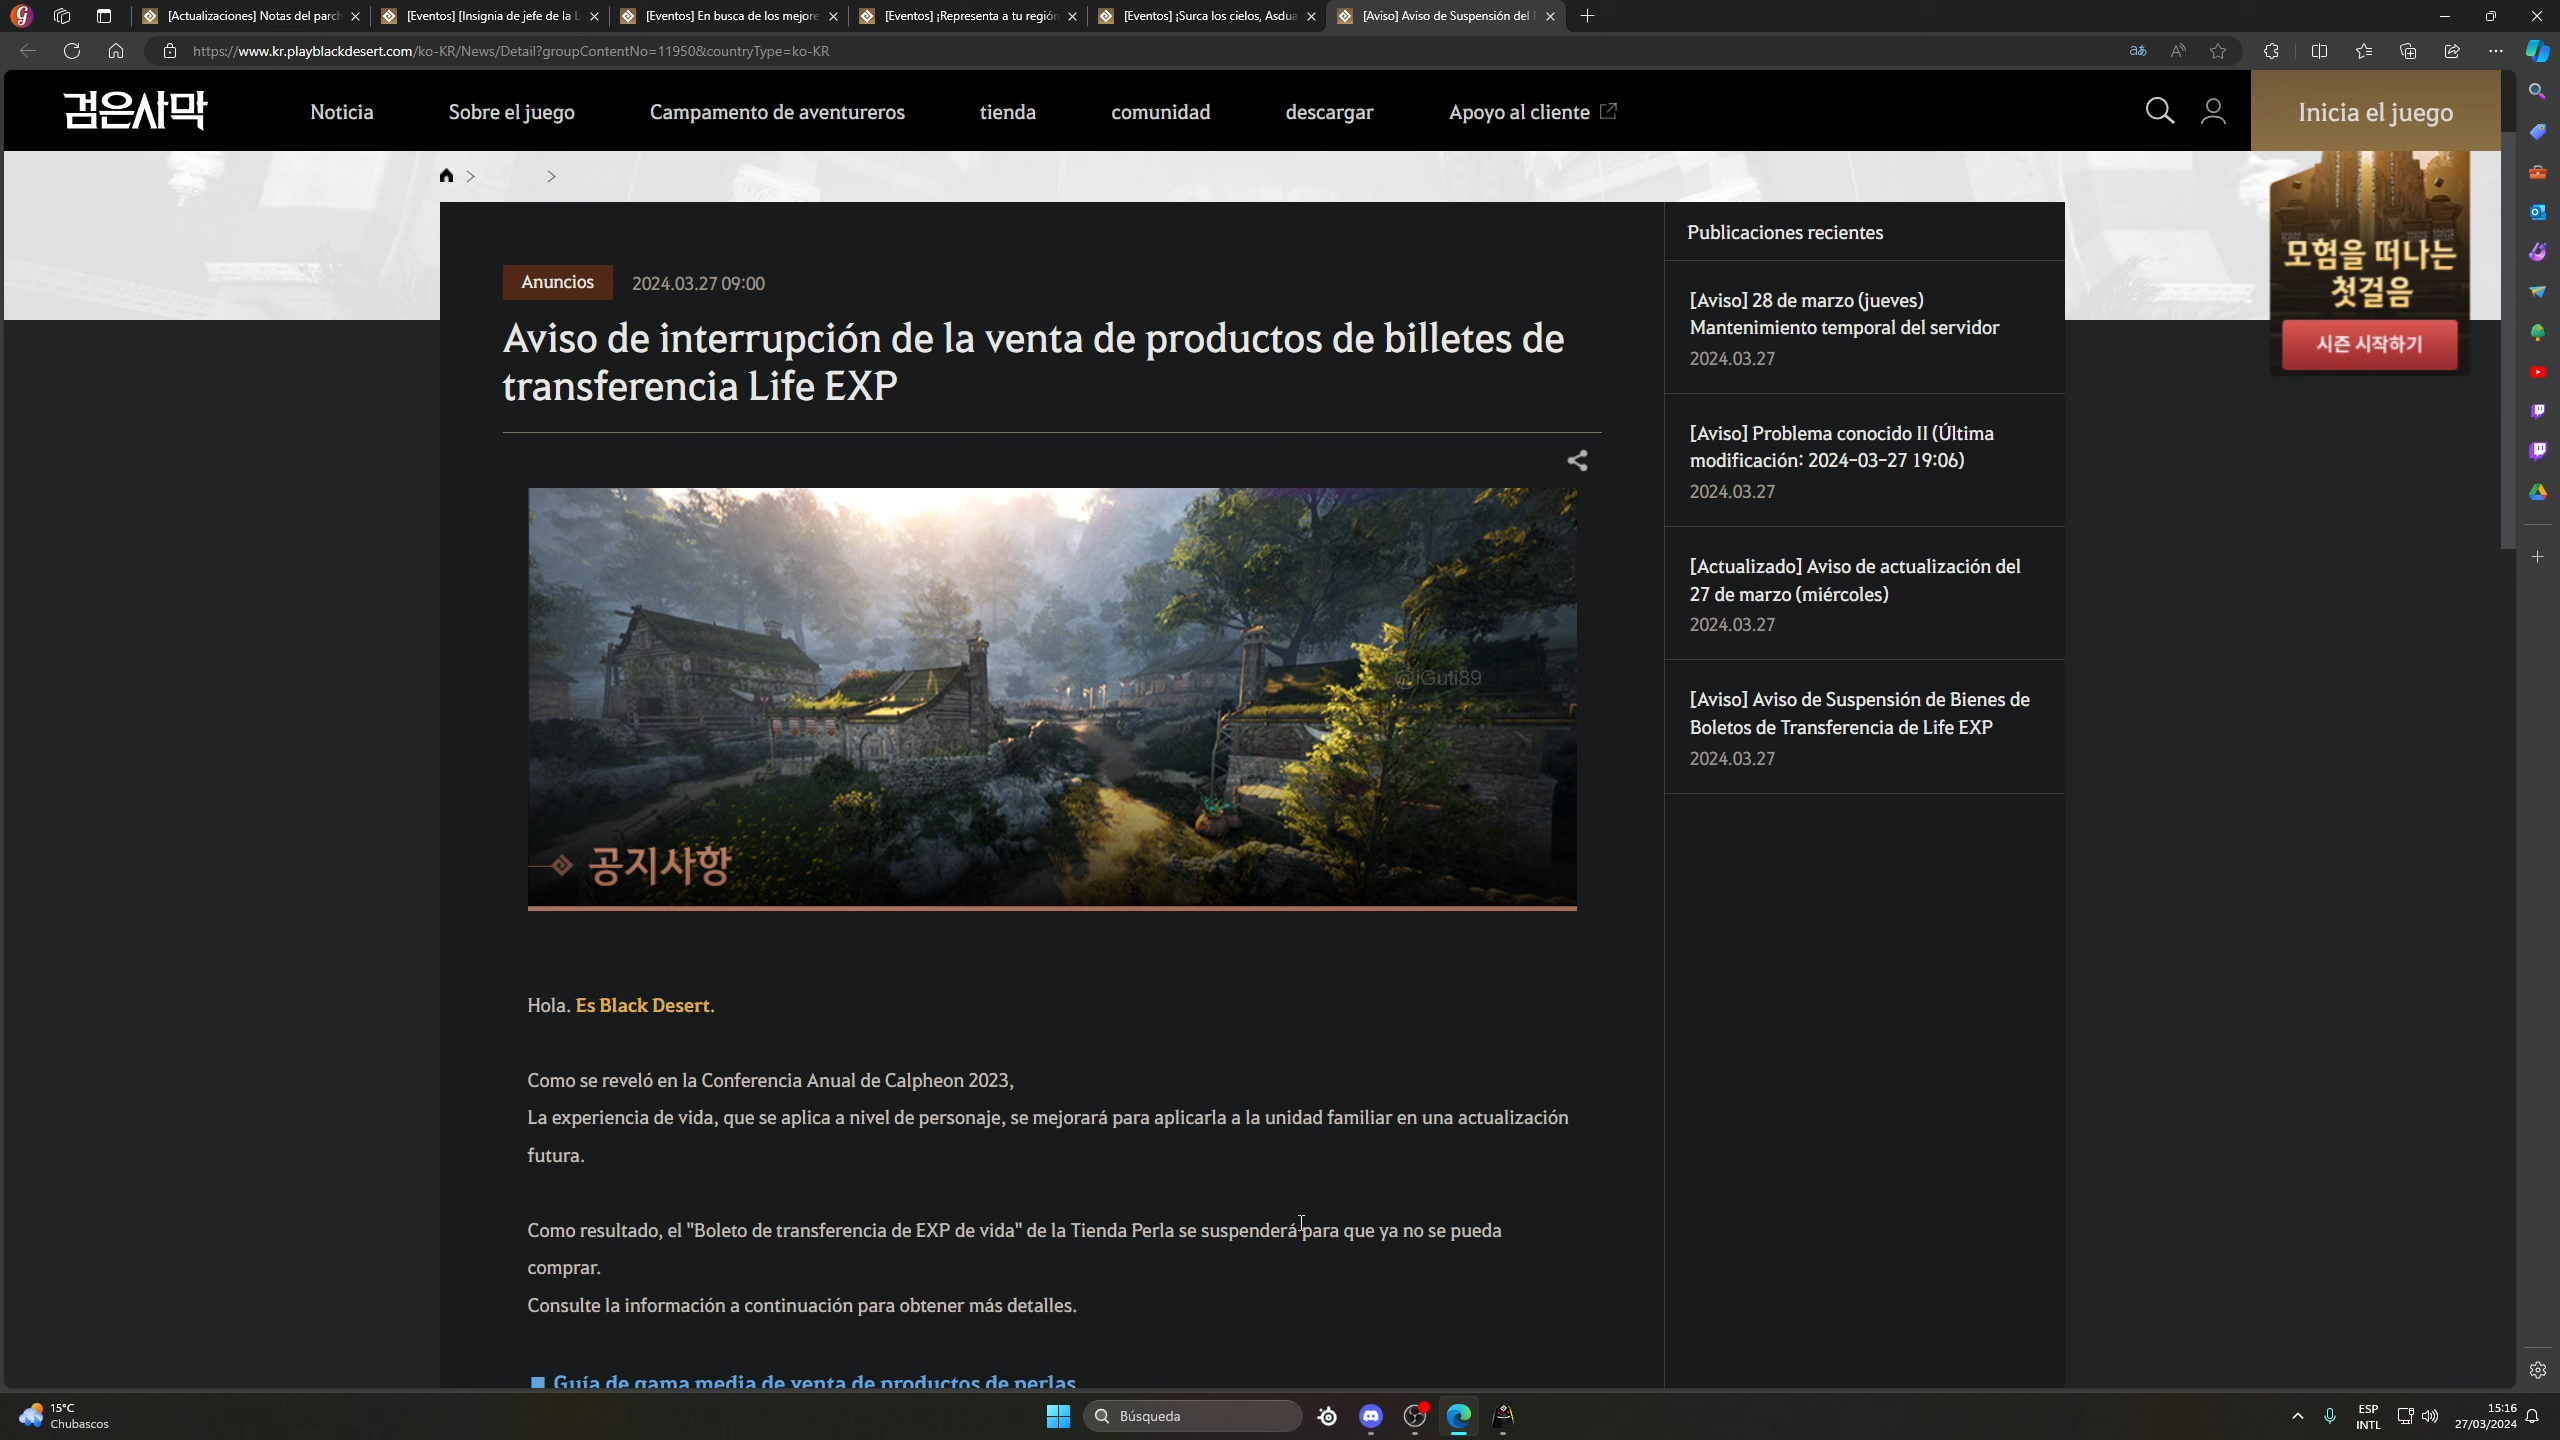 [Actualizaciones] Notas del parch
[Eventos] [Insignia de jefe de la L
[Eventos] En busca de los mejore
[Eventos] ¡Representa a tu región
[Eventos] ¡Surca los cielos, Asdua
[Aviso] Aviso de Suspensión del P
https://www.kr.playblackdesert.com/ko-KR/News/Detail?groupContentNo=11950&countryType=ko-KR
검은사막
Noticia
Sobre el juego
Campamento de aventureros
tienda
comunidad
descargar
Apoyo al cliente
Inicia el juego
모험을 떠나는
첫걸음
시즌 시작하기
Anuncios
2024.03.27 09:00
Aviso de interrupción de la venta de productos de billetes de
transferencia Life EXP
@iGuti89
공지사항
Hola. Es Black Desert.
Como se reveló en la Conferencia Anual de Calpheon 2023,
La experiencia de vida, que se aplica a nivel de personaje, se mejorará para aplicarla a la unidad familiar en una actualización
futura.
Como resultado, el "Boleto de transferencia de EXP de vida" de la Tienda Perla se suspenderá para que ya no se pueda
comprar.
Consulte la información a continuación para obtener más detalles.
Guía de gama media de venta de productos de perlas
Publicaciones recientes
[Aviso] 28 de marzo (jueves)
Mantenimiento temporal del servidor
2024.03.27
[Aviso] Problema conocido II (Última
modificación: 2024-03-27 19:06)
2024.03.27
[Actualizado] Aviso de actualización del
27 de marzo (miércoles)
2024.03.27
[Aviso] Aviso de Suspensión de Bienes de
Boletos de Transferencia de Life EXP
2024.03.27
15°C
Chubascos
Búsqueda
ESP
INTL
15:16
27/03/2024